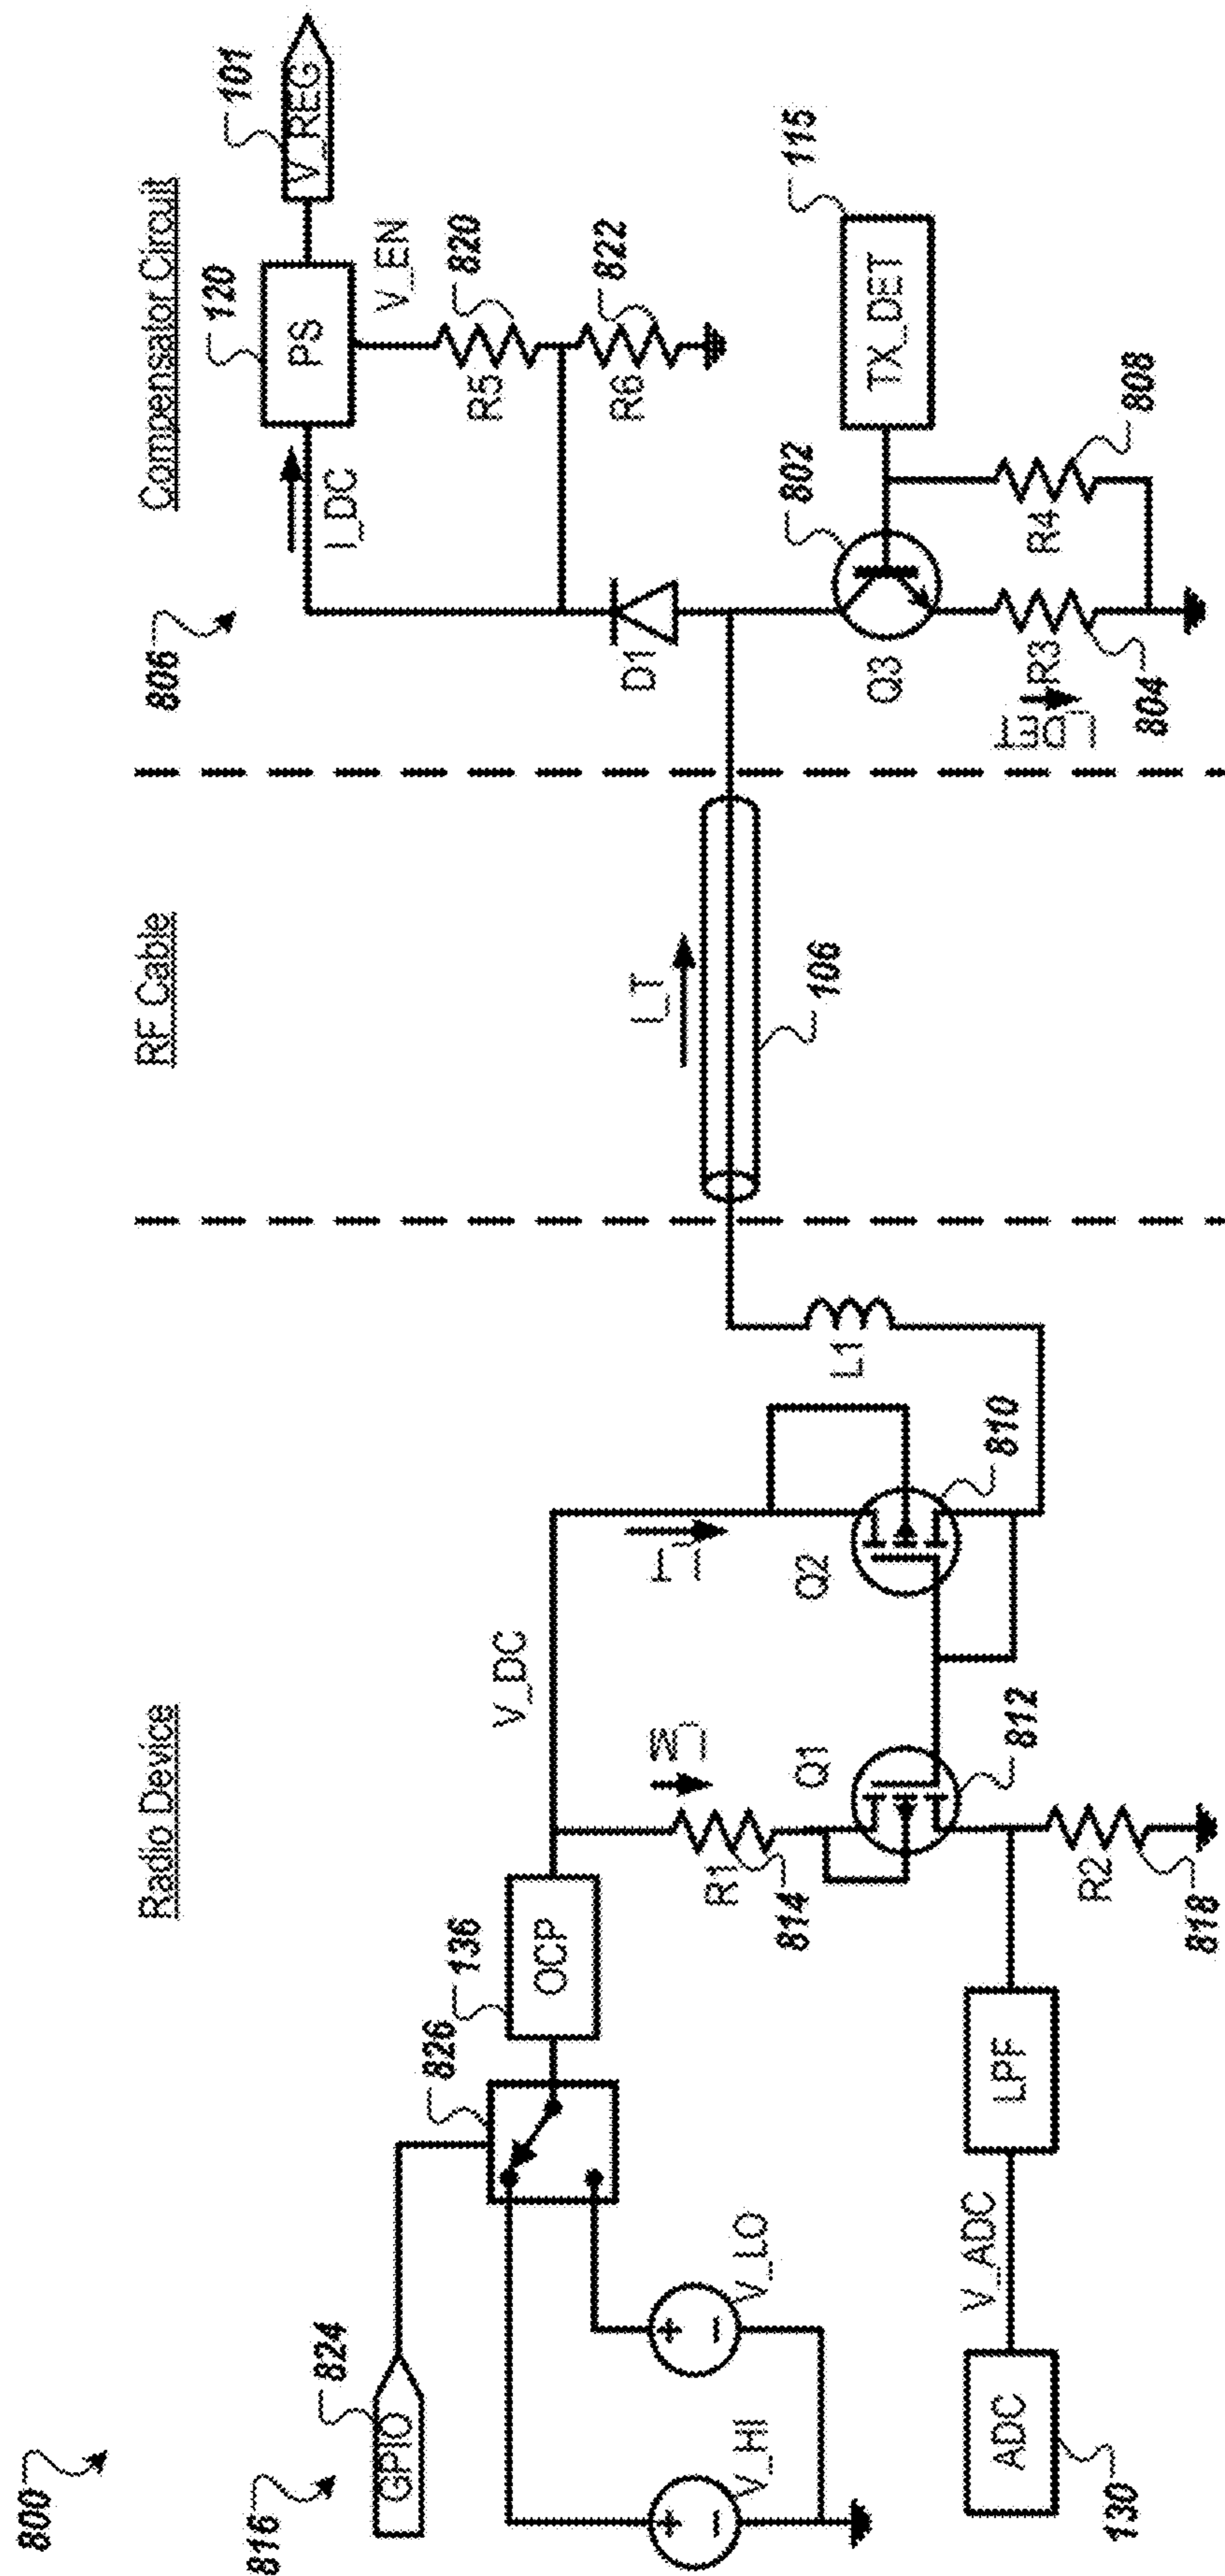 800
816
806
Radio Device
RF Cable
Compensator Circuit
GPIO
824
826
136
OCP
V_DC
I_T
V_HI
V_LO
I_M
R1
814
Q1
812
Q2
810
L1
R2
818
LPF
V_ADC
ADC
130
I_T
106
I_DC
120
PS
V_REG
101
V_EN
R5
820
R6
822
D1
Q3
802
TX_DET
115
I_DET
R3
804
R4
808